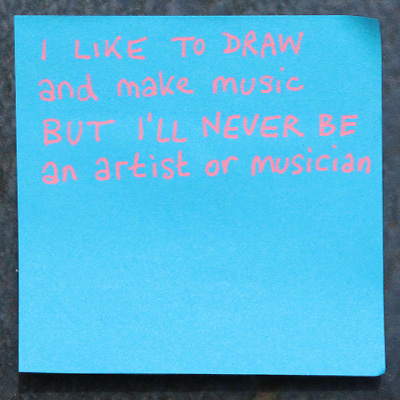 I LIKE TO DRAW
and make music
BUT I'LL NEVER BE
an artist or musician